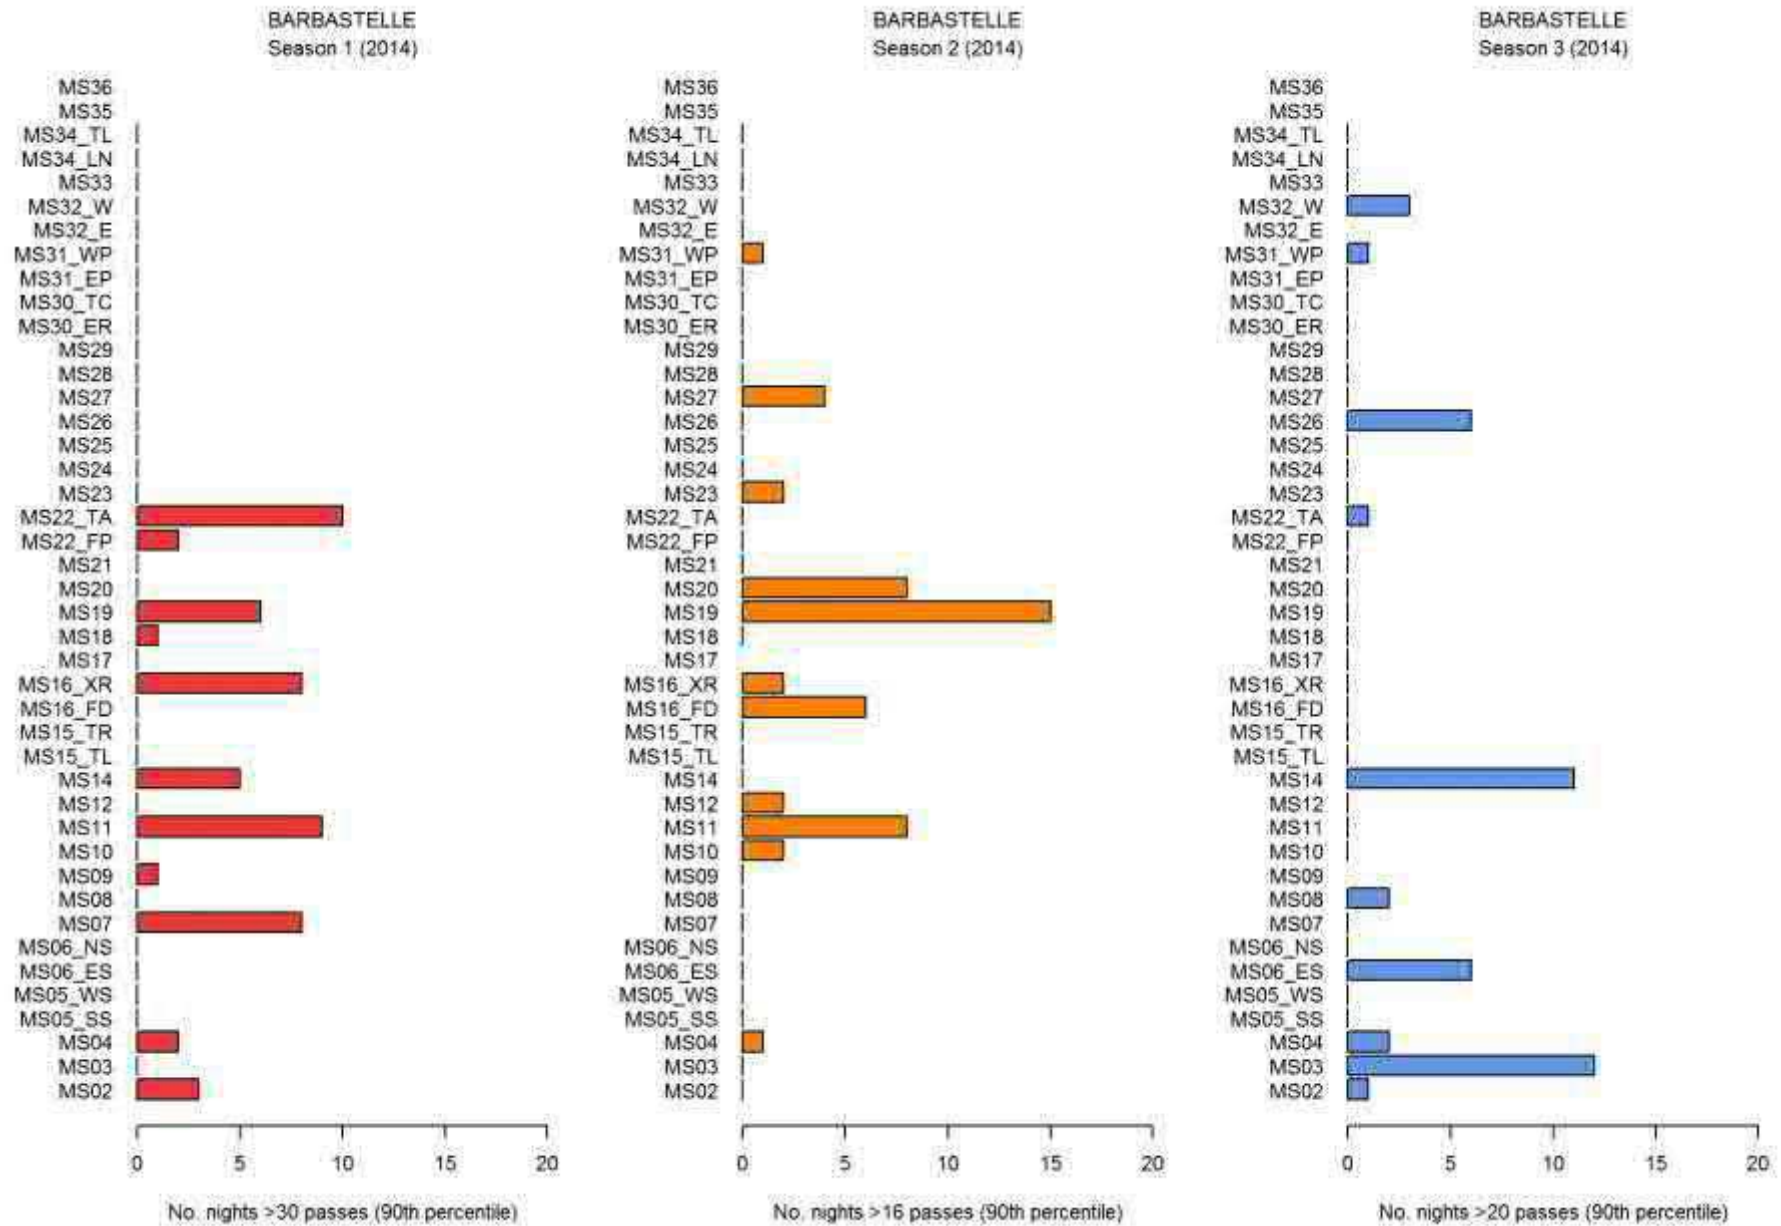 BARBASTELLE
Season 1 (2014)
MS36
MS35
MS34_TL
MS34_LN
MS33
MS32_W
MS32_E
MS31_WP
MS31_EP
MS30_TC
MS30_ER
MS29
MS28
MS27
MS26
MS25
MS24
MS23
MS22_TA
MS22_FP
MS21
MS20
MS19
MS18
MS17
MS16_XR
MS16_FD
MS15_TR
MS15_TL
MS14
MS12
MS11
MS10
MS09
MS08
MS07
MS06_NS
MS06_ES
MS05_WS
MS05_SS
MS04
MS03
MS02
0 5 10 15 20
No. nights >30 passes (90th percentile)
BARBASTELLE
Season 2 (2014)
MS36
MS35
MS34_TL
MS34_LN
MS33
MS32_W
MS32_E
MS31_WP
MS31_EP
MS30_TC
MS30_ER
MS29
MS28
MS27
MS26
MS25
MS24
MS23
MS22_TA
MS22_FP
MS21
MS20
MS19
MS18
MS17
MS16_XR
MS16_FD
MS15_TR
MS15_TL
MS14
MS12
MS11
MS10
MS09
MS08
MS07
MS06_NS
MS06_ES
MS05_WS
MS05_SS
MS04
MS03
MS02
0 5 10 15 20
No. nights >16 passes (90th percentile)
BARBASTELLE
Season 3 (2014)
MS36
MS35
MS34_TL
MS34_LN
MS33
MS32_W
MS32_E
MS31_WP
MS31_EP
MS30_TC
MS30_ER
MS29
MS28
MS27
MS26
MS25
MS24
MS23
MS22_TA
MS22_FP
MS21
MS20
MS19
MS18
MS17
MS16_XR
MS16_FD
MS15_TR
MS15_TL
MS14
MS12
MS11
MS10
MS09
MS08
MS07
MS06_NS
MS06_ES
MS05_WS
MS05_SS
MS04
MS03
MS02
0 5 10 15 20
No. nights >20 passes (90th percentile)